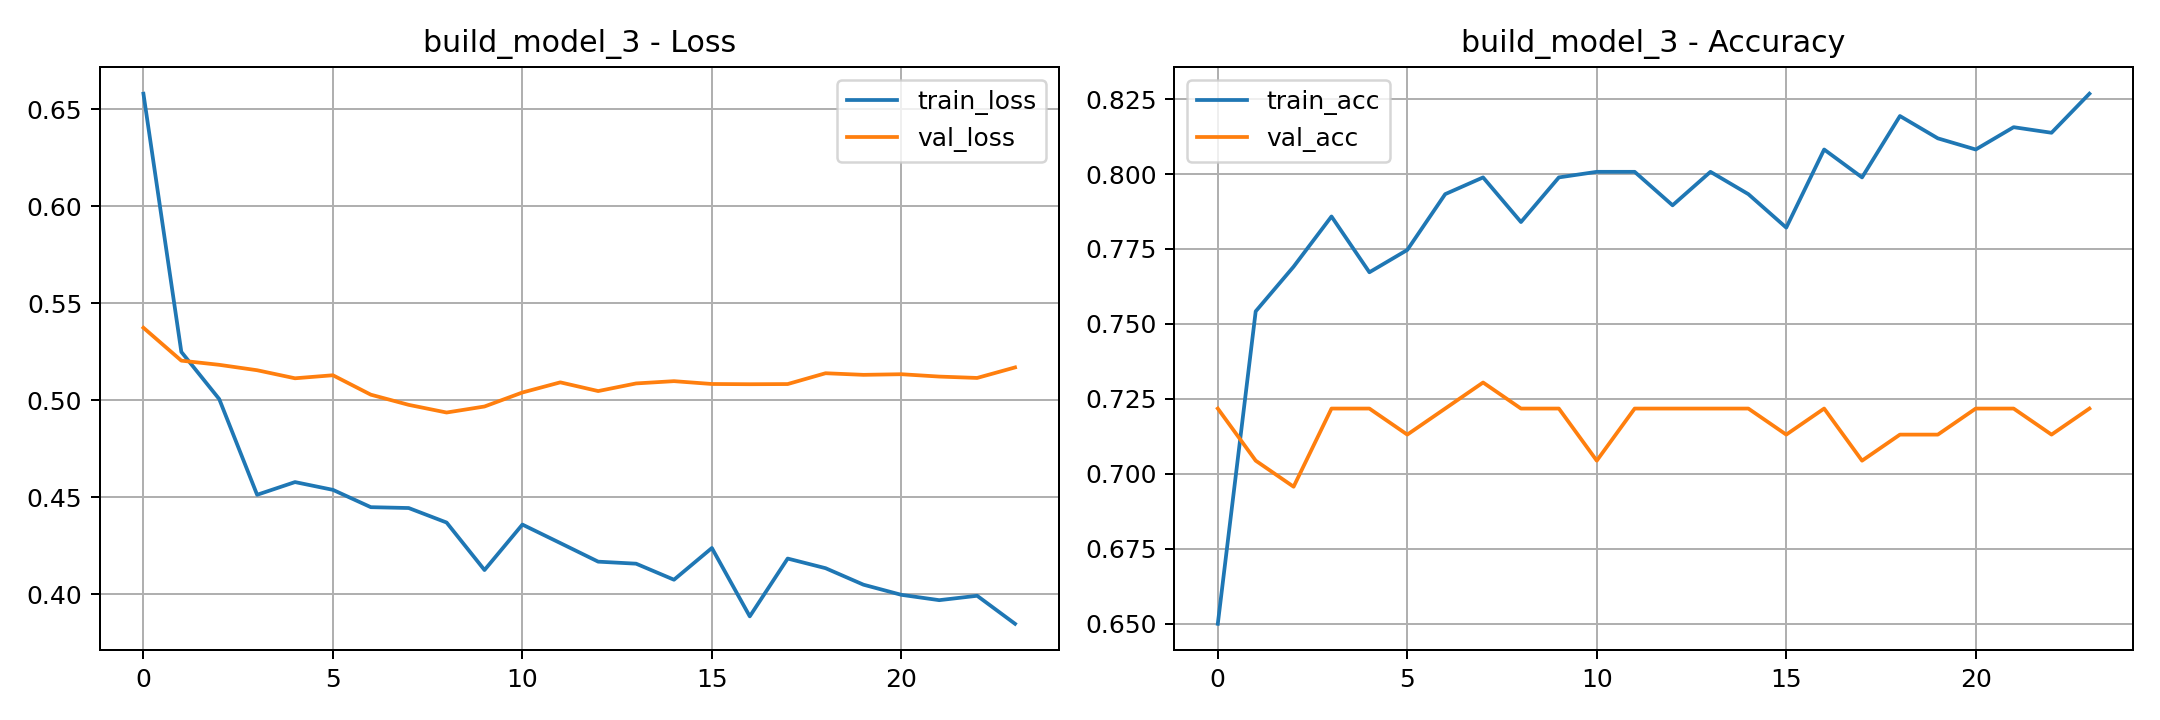 build_model_3 - Loss
train_loss
val_loss
0.65
0.60
0.55
0.50
0.45
0.40
0 5 10 15 20
build_model_3 - Accuracy
train_acc
val_acc
0.825
0.800
0.775
0.750
0.725
0.700
0.675
0.650
0 5 10 15 20